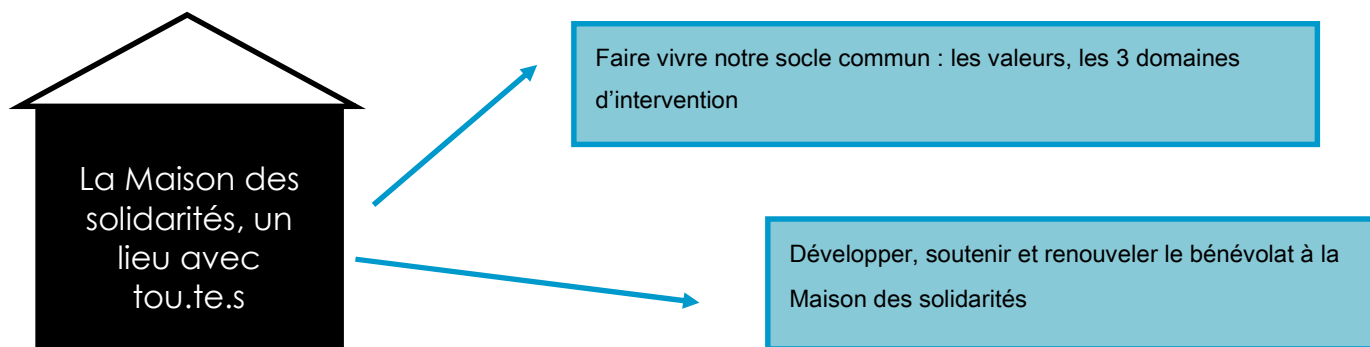 La Maison des
solidarités, un
lieu avec
tou.te.s
Faire vivre notre socle commun : les valeurs, les 3 domaines
d’intervention
Développer, soutenir et renouveler le bénévolat à la
Maison des solidarités